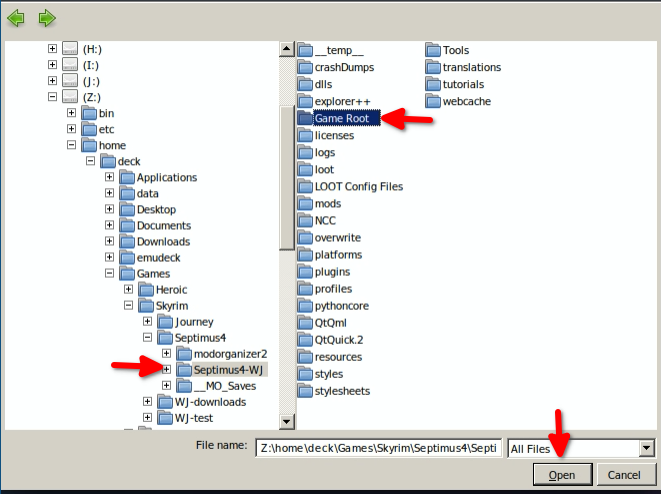 (H:)
(I:)
(J:)
(Z:)
bin
etc
home
deck
Applications
data
Desktop
Documents
Downloads
emudeck
Games
Heroic
Skyrim
Journey
Septimus4
modorganizer2
Septimus4-WJ
__MO_Saves
WJ-downloads
WJ-test
__temp__
crashDumps
dlls
explorer++
Game Root
licenses
logs
loot
LOOT Config Files
mods
NCC
overwrite
platforms
plugins
profiles
pythoncore
QtQml
QtQuick.2
resources
styles
stylesheets
Tools
translations
tutorials
webcache
File name: Z:\home\deck\Games\Skyrim\Septimus4\Septi All Files
Open Cancel